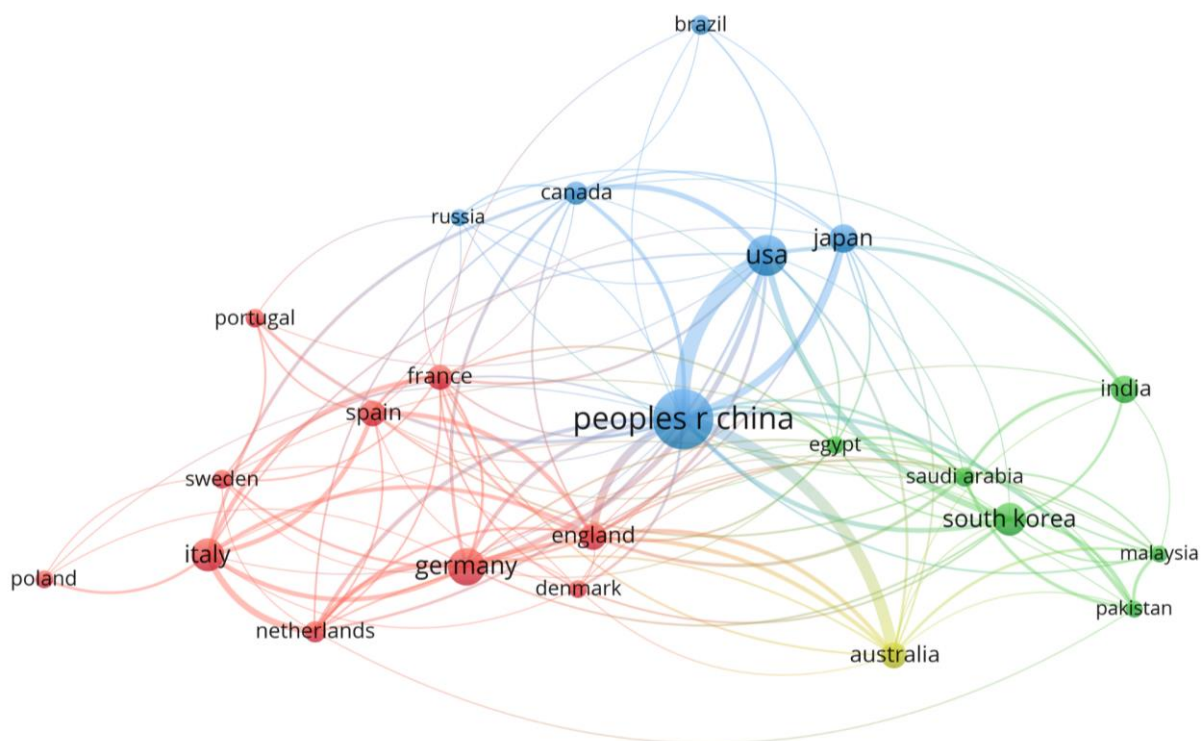 brazil
canada
russia
japan
usa
portugal
france
india
spain
peoples r china
egypt
saudi arabia
sweden
south korea
england
italy
malaysia
germany
poland
denmark
pakistan
netherlands
australia